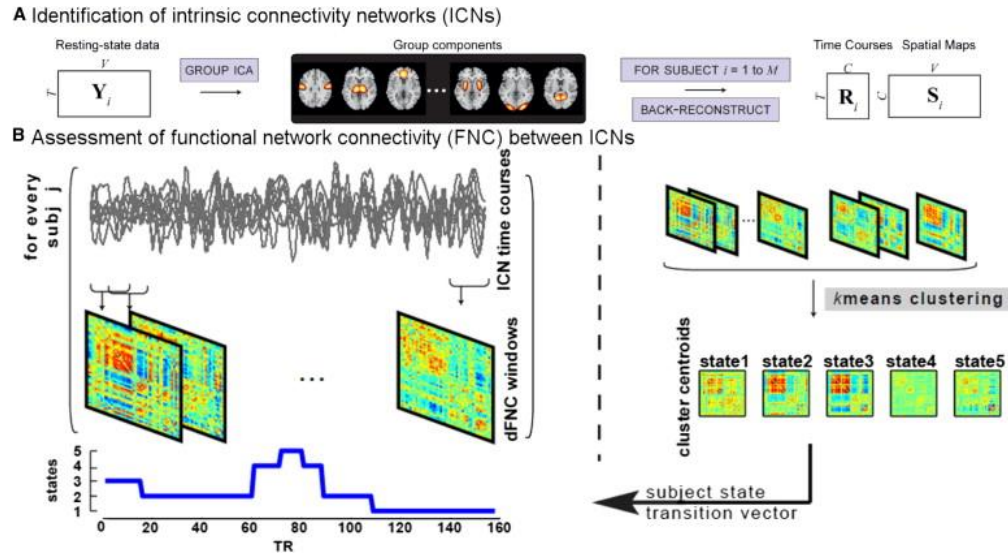 A Identification of intrinsic connectivity networks (ICNs)
Resting-state data
V
T
Y i
GROUP ICA
Group components
...
FOR SUBJECT i = 1 to M
BACK-RECONSTRUCT
Time Courses
C
T
R i
Spatial Maps
V
C
S i
B Assessment of functional network connectivity (FNC) between ICNs
for every
subj j
ICN time courses
dFNC windows
...
states
5
4
3
2
1
0 20 40 60 80 100 120 140 160
TR
...
kmeans clustering
cluster centroids
state1 state2 state3 state4 state5
subject state
transition vector